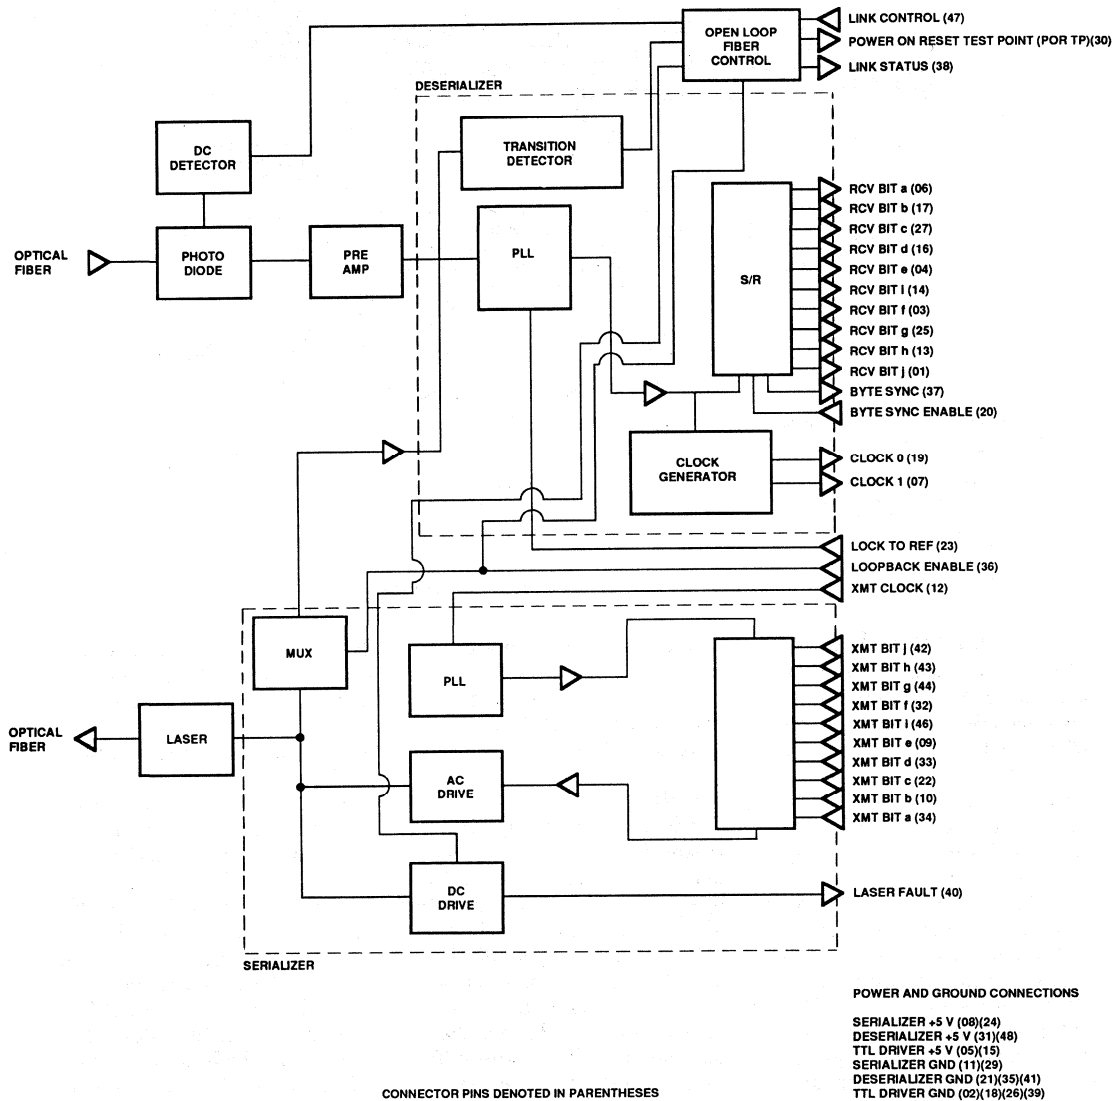 OPEN LOOP
FIBER
CONTROL
LINK CONTROL (47)
POWER ON RESET TEST POINT (POR TP)(30)
LINK STATUS (38)
DESERIALIZER
DC
DETECTOR
TRANSITION
DETECTOR
OPTICAL
FIBER
PHOTO
DIODE
PRE
AMP
PLL
S/R
RCV BIT a (06)
RCV BIT b (17)
RCV BIT c (27)
RCV BIT d (16)
RCV BIT e (04)
RCV BIT i (14)
RCV BIT f (03)
RCV BIT g (25)
RCV BIT h (13)
RCV BIT j (01)
BYTE SYNC (37)
BYTE SYNC ENABLE (20)
CLOCK
GENERATOR
CLOCK 0 (19)
CLOCK 1 (07)
LOCK TO REF (23)
LOOPBACK ENABLE (36)
XMT CLOCK (12)
MUX
PLL
XMT BIT j (42)
XMT BIT h (43)
XMT BIT g (44)
XMT BIT f (32)
XMT BIT i (46)
XMT BIT e (09)
XMT BIT d (33)
XMT BIT c (22)
XMT BIT b (10)
XMT BIT a (34)
OPTICAL
FIBER
LASER
AC
DRIVE
DC
DRIVE
LASER FAULT (40)
SERIALIZER
POWER AND GROUND CONNECTIONS
SERIALIZER +5 V (08)(24)
DESERIALIZER +5 V (31)(48)
TTL DRIVER +5 V (05)(15)
SERIALIZER GND (11)(29)
DESERIALIZER GND (21)(35)(41)
TTL DRIVER GND (02)(18)(26)(39)
CONNECTOR PINS DENOTED IN PARENTHESES